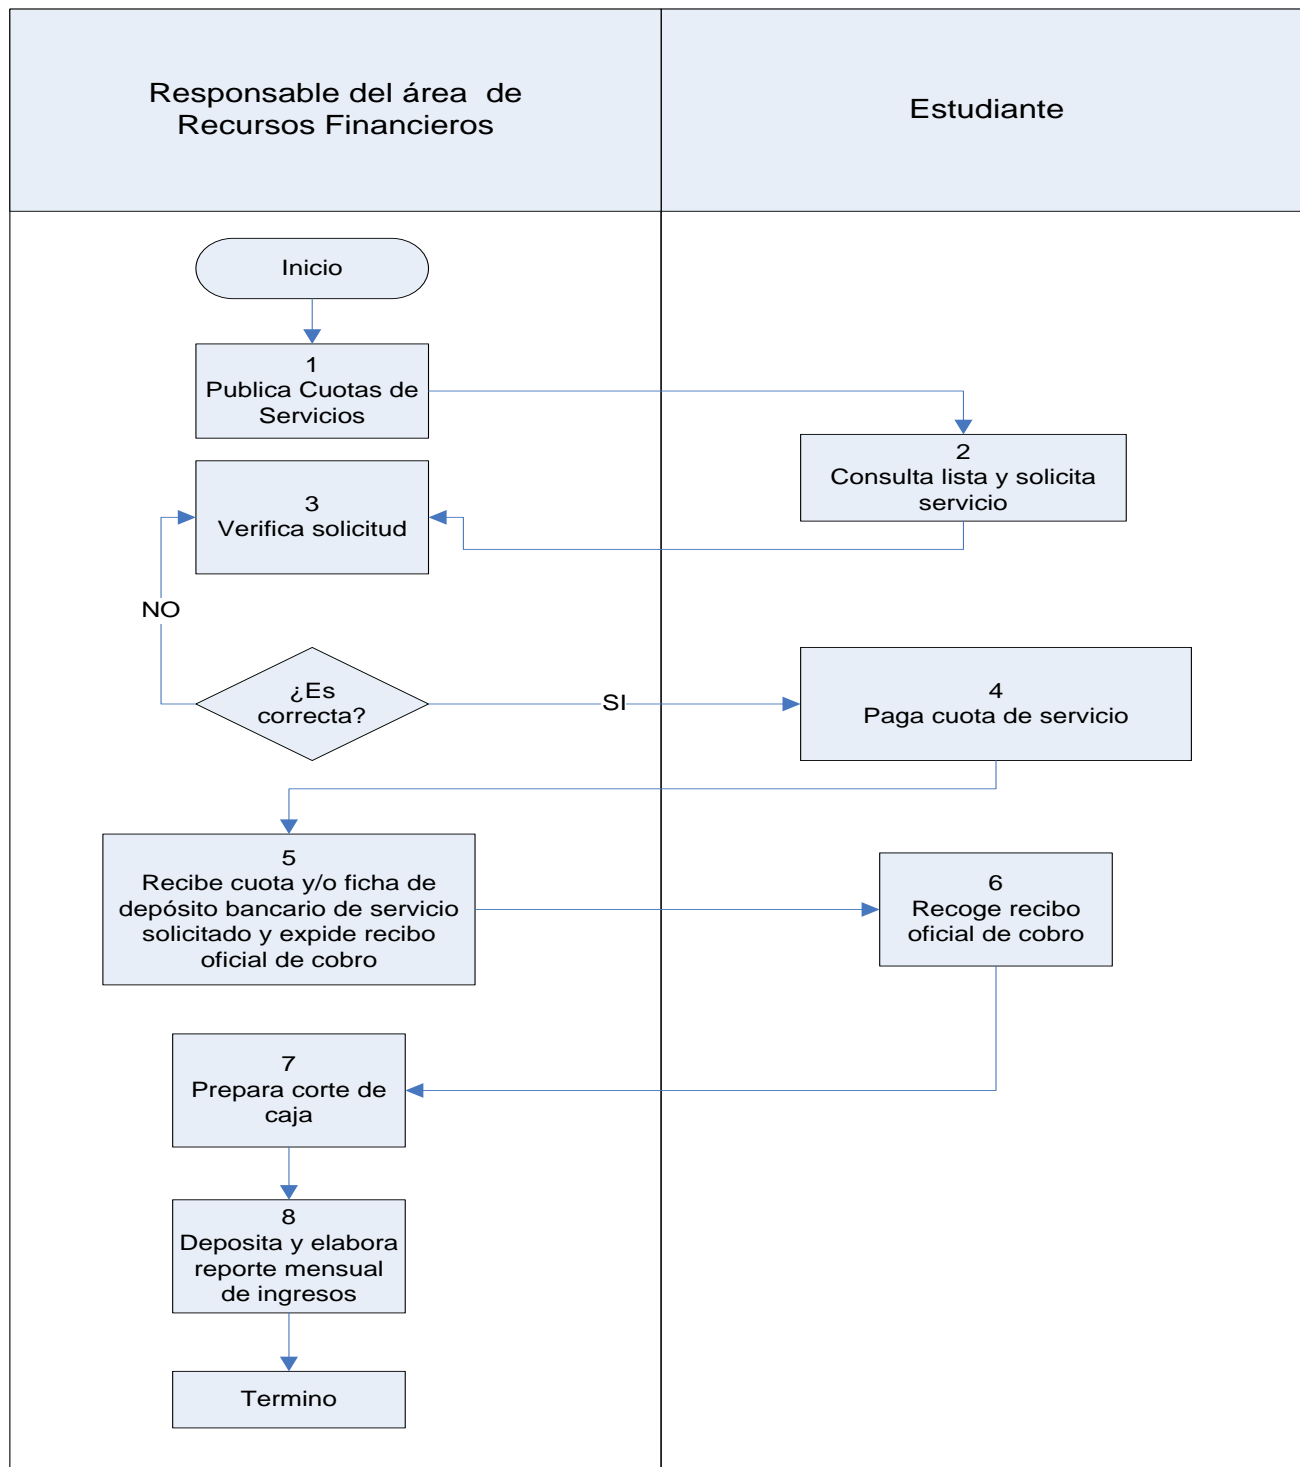 Responsable del área  de
Recursos Financieros
Estudiante
Inicio
1
Publica Cuotas de
Servicios
2
Consulta lista y solicita
servicio
3
Verifica solicitud
NO
¿Es
correcta?
SI
4
Paga cuota de servicio
5
Recibe cuota y/o ficha de
depósito bancario de servicio
solicitado y expide recibo
oficial de cobro
6
Recoge recibo
oficial de cobro
7
Prepara corte de
caja
8
Deposita y elabora
reporte mensual
de ingresos
Termino